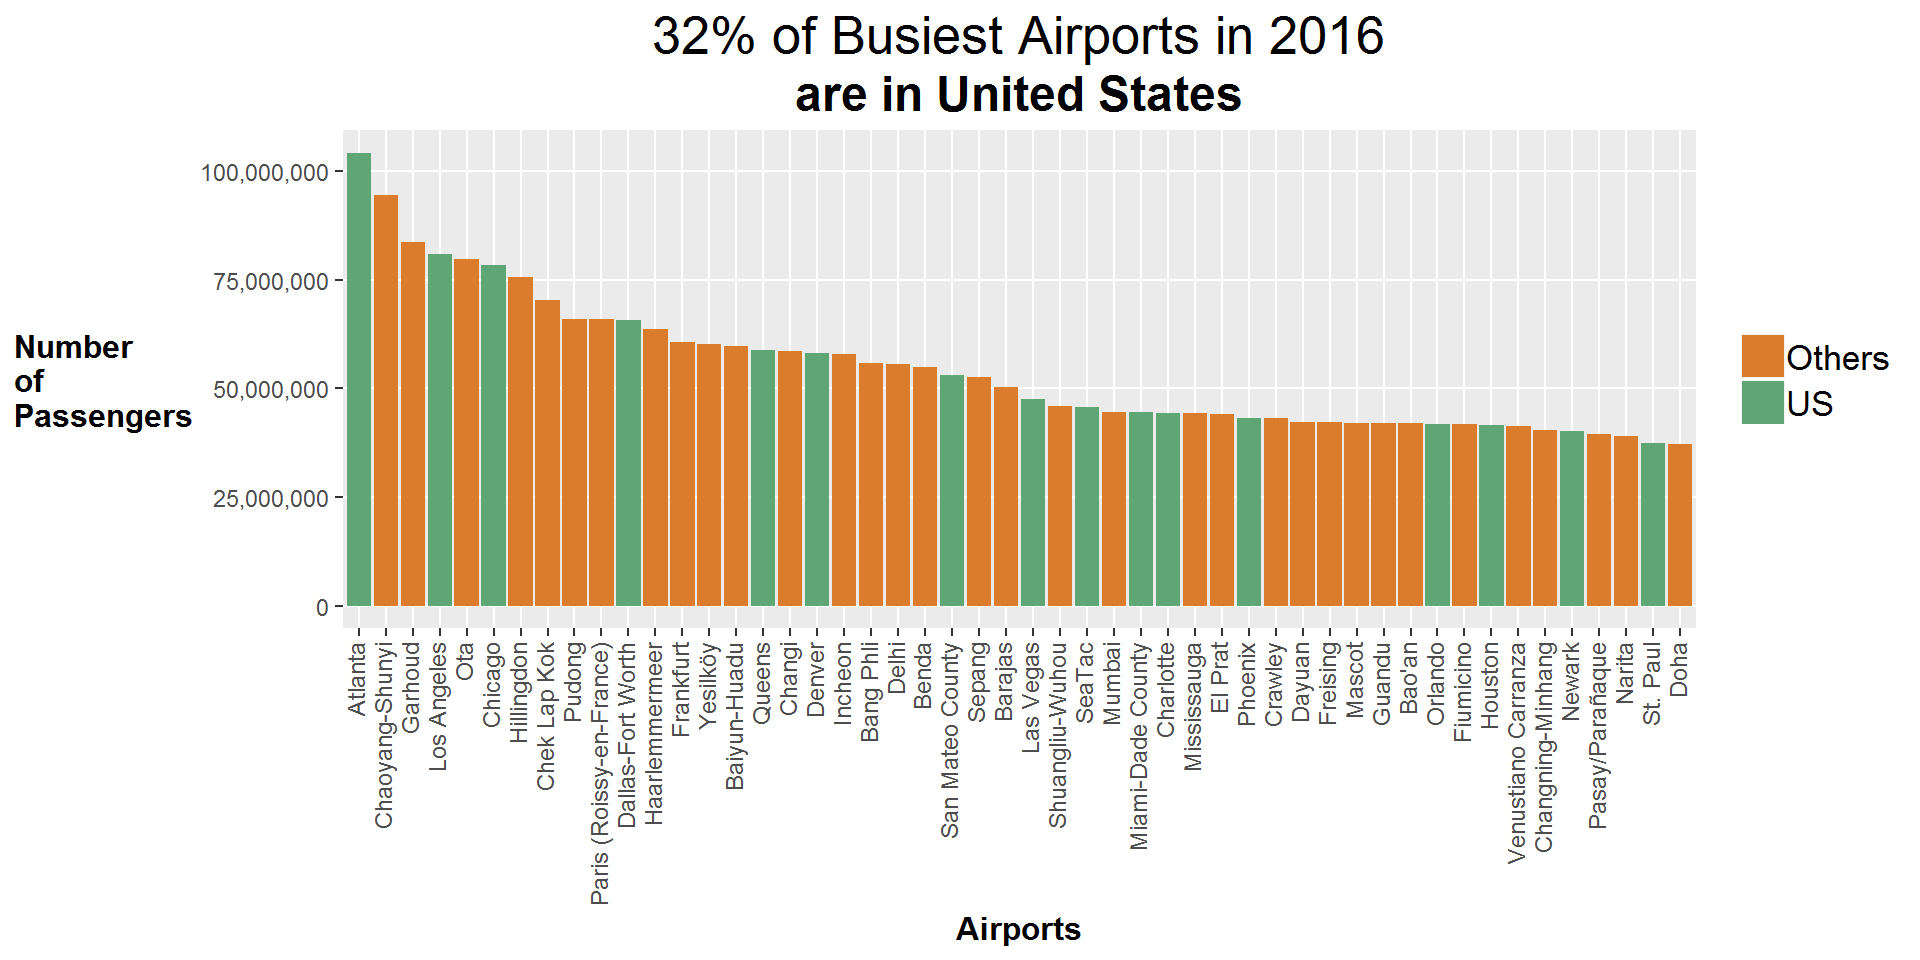 32% of Busiest Airports in 2016
are in United States
Number
of
Passengers
100,000,000
75,000,000
50,000,000
25,000,000
0
Atlanta
Chaoyang-Shunyi
Garhoud
Los Angeles
Ota
Chicago
Hillingdon
Chek Lap Kok
Pudong
Paris (Roissy-en-France)
Dallas-Fort Worth
Haarlemmermeer
Frankfurt
Yesilköy
Baiyun-Huadu
Queens
Changi
Denver
Incheon
Bang Phli
Delhi
Benda
San Mateo County
Sepang
Barajas
Las Vegas
Shuangliu-Wuhou
SeaTac
Mumbai
Miami-Dade County
Charlotte
Mississauga
El Prat
Phoenix
Crawley
Dayuan
Freising
Mascot
Guandu
Bao'an
Orlando
Fiumicino
Houston
Venustiano Carranza
Changning-Minhang
Newark
Pasay/Parañaque
Narita
St. Paul
Doha
Airports
Others
US